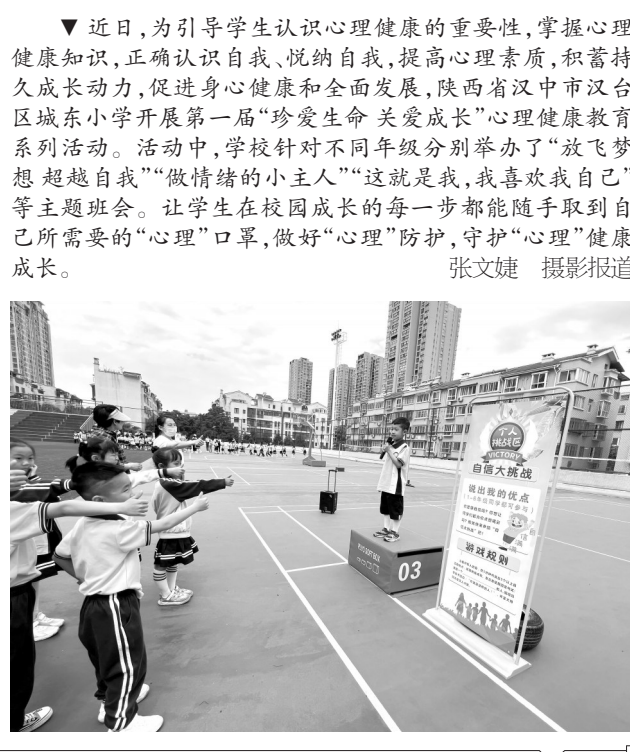 ▼ 近日,为引导学生认识心理健康的重要性,掌握心理
健康知识,正确认识自我、悦纳自我,提高心理素质,积蓄持
久成长动力,促进身心健康和全面发展,陕西省汉中市汉台
区城东小学开展第一届“珍爱生命 关爱成长”心理健康教育
系列活动。活动中,学校针对不同年级分别举办了“放飞梦
想 超越自我”“做情绪的小主人”“这就是我,我喜欢我自己”
等主题班会。让学生在校园成长的每一步都能随手取到自
己所需要的“心理”口罩,做好“心理”防护,守护“心理”健康
成长。 张文婕 摄影报道
个人
挑战区
VICTORY
自信大挑战
说出我的优点
游戏规则
03